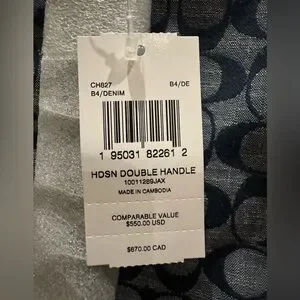 CH827 B4/DE
B4/DENIM
1 95031 82261 2
HDSN DOUBLE HANDLE
10011289JAX
MADE IN CAMBODIA
COMPARABLE VALUE
$550.00 USD
$670.00 CAD